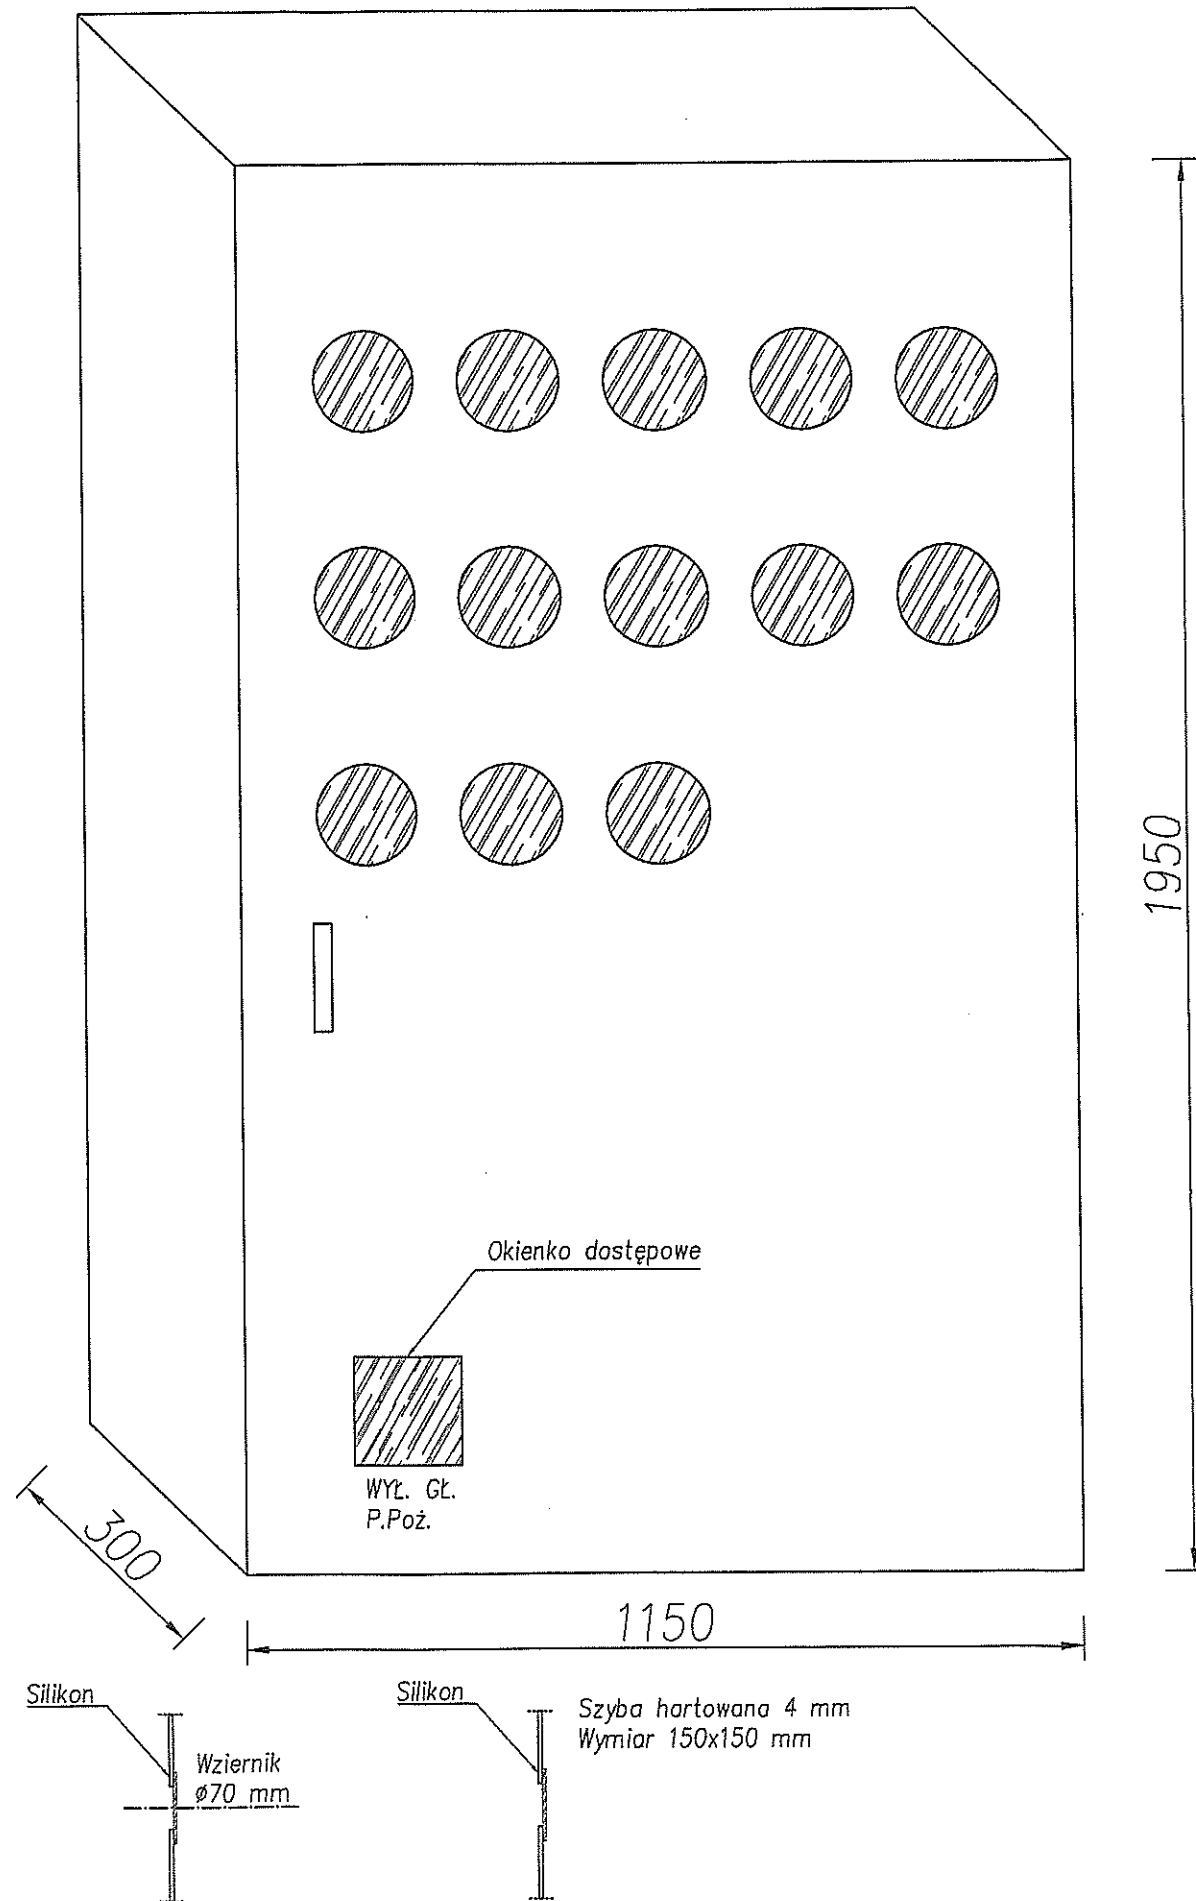 1950
Okienko dostępowe
WYŁ. GŁ.
P.Poż.
300
1150
Silikon
Wziernik
ø70 mm
Silikon
Szyba hartowana 4 mm
Wymiar 150x150 mm